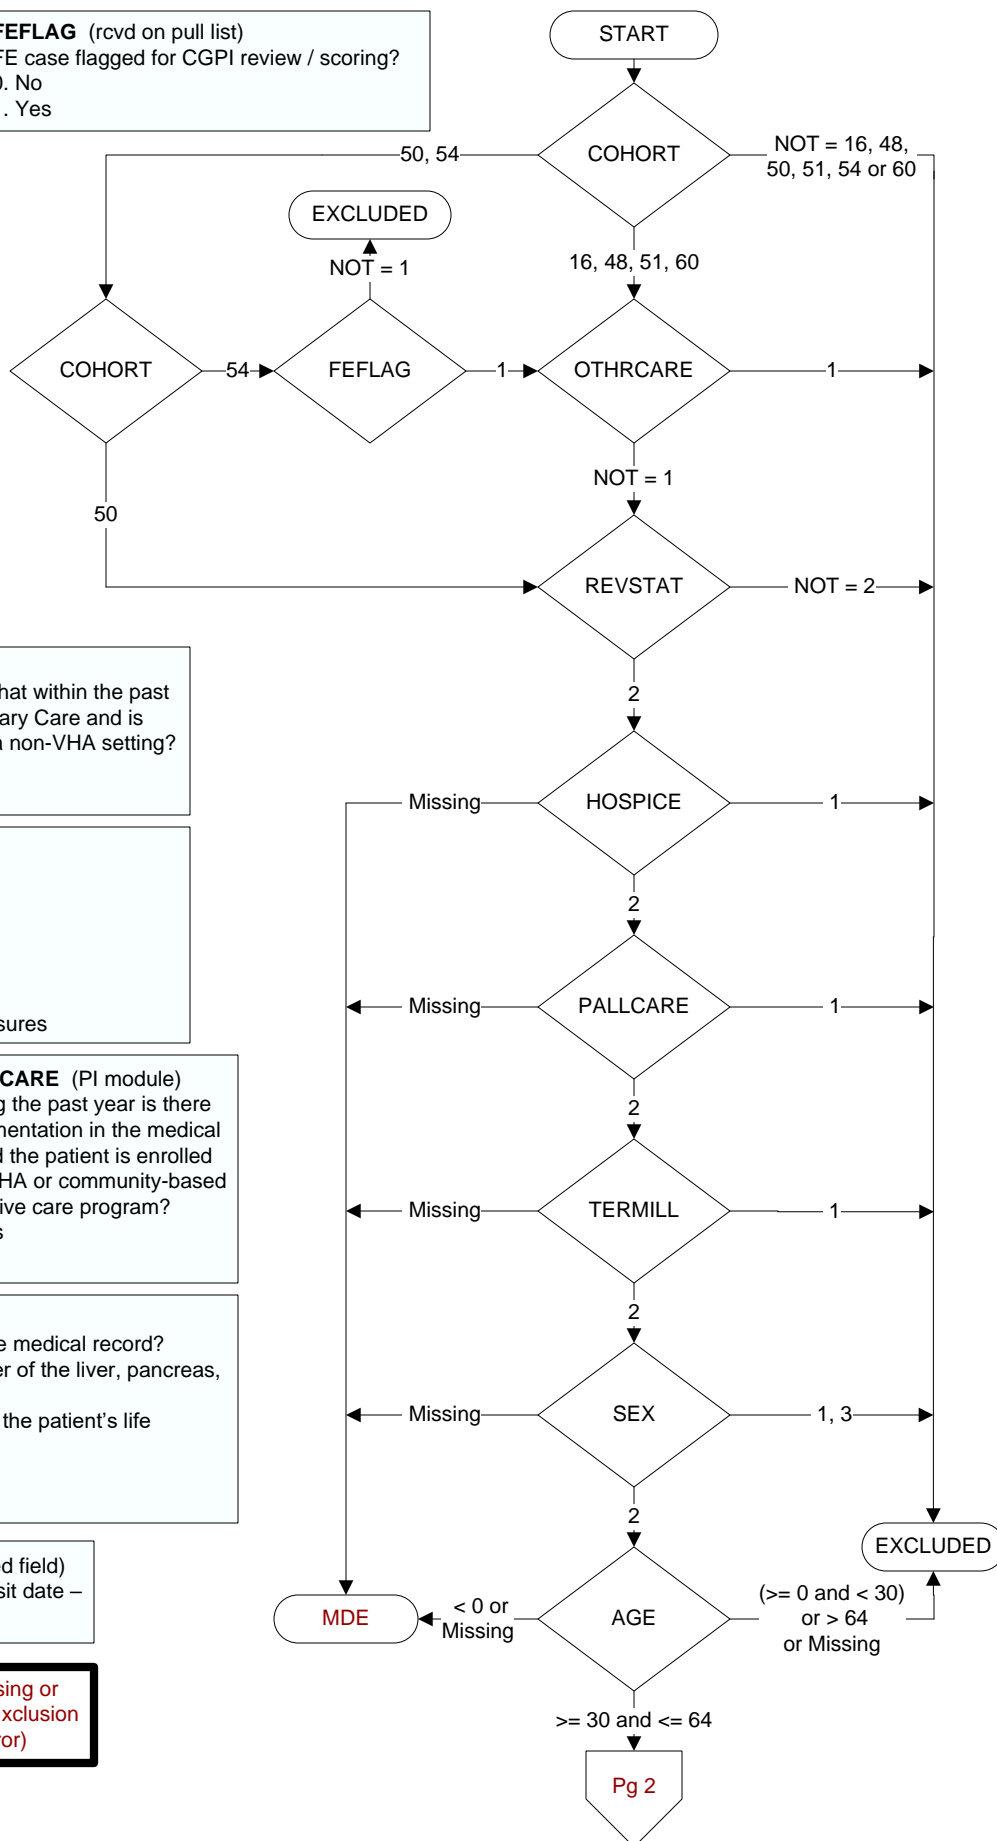 FEFLAG (rcvd on pull list)
FE case flagged for CGPI review / scoring?
0. No
. Yes
START
COHORT
50, 54
NOT = 16, 48,
50, 51, 54 or 60
EXCLUDED
NOT = 1
16, 48, 51, 60
COHORT
54
FEFLAG
1
OTHRCARE
1
NOT = 1
50
REVSTAT
NOT = 2
2
hat within the past
ary Care and is
a non-VHA setting?
Missing
HOSPICE
1
2
sures
Missing
PALLCARE
1
2
CARE (PI module)
g the past year is there
mentation in the medical
d the patient is enrolled
HA or community-based
ive care program?
s
Missing
TERMILL
1
2
e medical record?
er of the liver, pancreas,
the patient's life
Missing
SEX
1, 3
2
EXCLUDED
ed field)
sit date –
MDE
< 0 or
Missing
AGE
(>= 0 and < 30)
or > 64
or Missing
sing or
Exclusion
ror)
>= 30 and <= 64
Pg 2